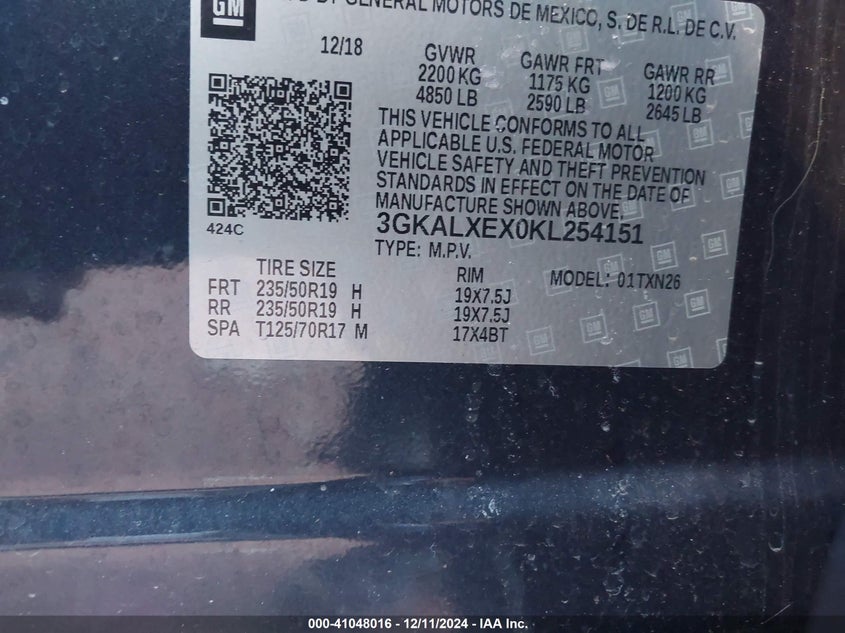 GM
BY GENERAL MOTORS DE MEXICO, S. DE R.L. DE C.V.
12/18 GVWR GAWR FRT GAWR RR
2200 KG 1175 KG 1200 KG
4850 LB 2590 LB 2645 LB
THIS VEHICLE CONFORMS TO ALL
APPLICABLE U.S. FEDERAL MOTOR
VEHICLE SAFETY AND THEFT PREVENTION
STANDARDS IN EFFECT ON THE DATE OF
MANUFACTURE SHOWN ABOVE.
424C
3GKALXEX0KL254151
TYPE: M.P.V.
TIRE SIZE RIM MODEL: 01TXN26
FRT 235/50R19 H 19X7.5J
RR 235/50R19 H 19X7.5J
SPA T125/70R17 M 17X4BT
000-41048016 - 12/11/2024 - IAA Inc.